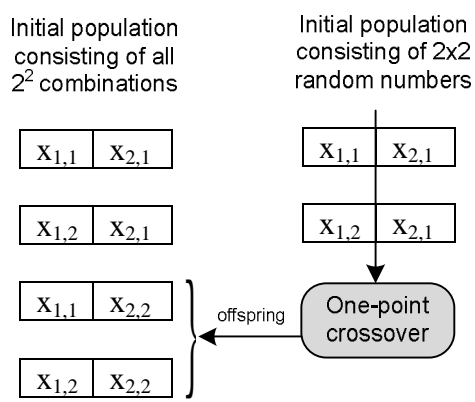 Initial population
consisting of all
2² combinations
x₁,₁ x₂,₁
x₁,₂ x₂,₁
x₁,₁ x₂,₂
x₁,₂ x₂,₂
Initial population
consisting of 2x2
random numbers
x₁,₁ x₂,₁
x₁,₂ x₂,₁
One-point
crossover
offspring